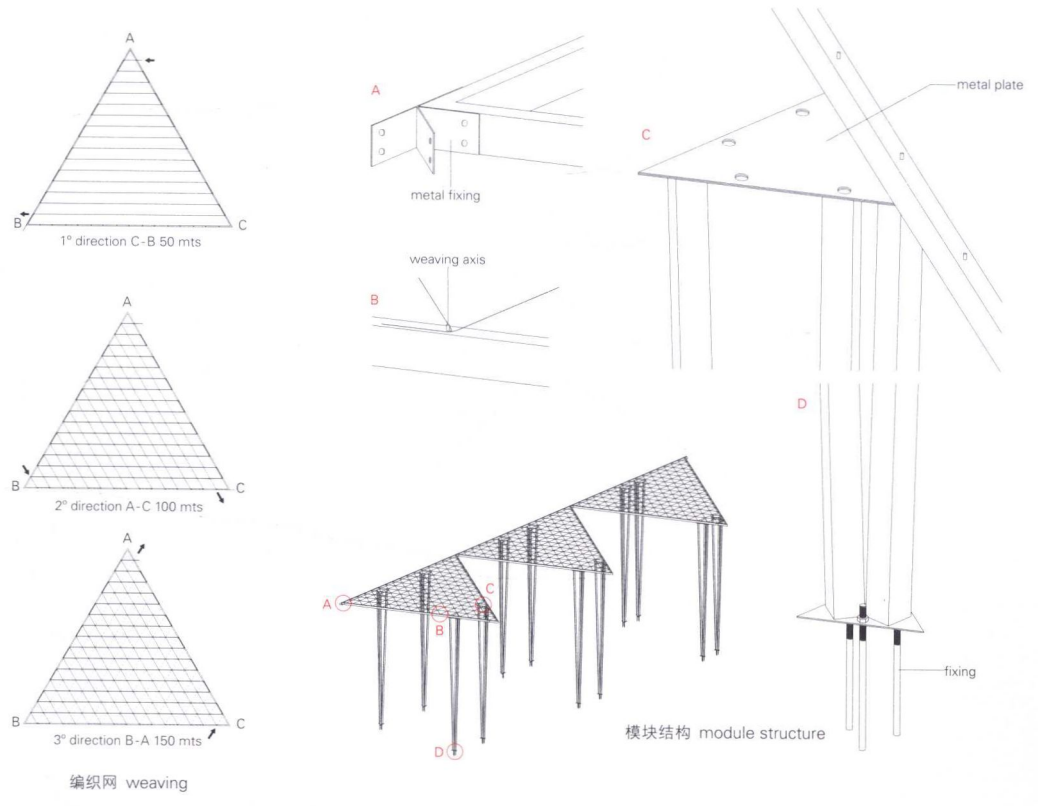 A
B
C
1° direction C-B 50 mts
A
B
C
2° direction A-C 100 mts
A
B
C
3° direction B-A 150 mts
编织网 weaving
A
metal fixing
weaving axis
B
C
metal plate
D
fixing
A
B
C
D
模块结构 module structure